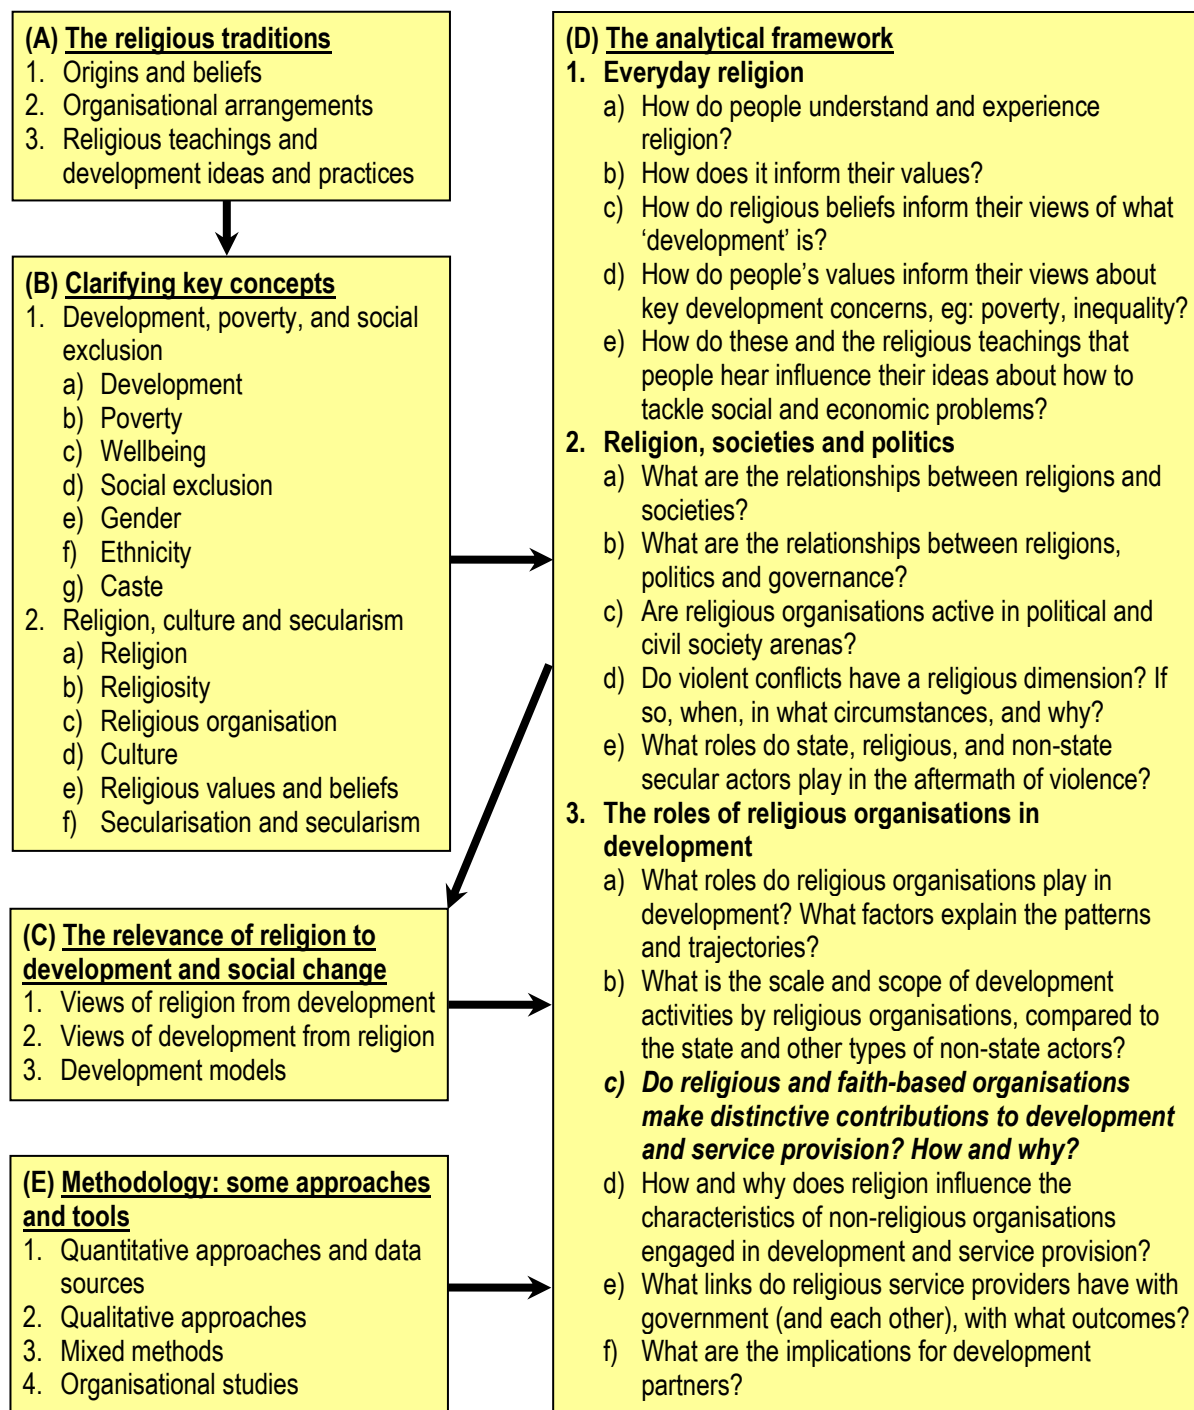 (A) The religious traditions
1. Origins and beliefs
2. Organisational arrangements
3. Religious teachings and
development ideas and practices
(B) Clarifying key concepts
1. Development, poverty, and social
exclusion
a) Development
b) Poverty
c) Wellbeing
d) Social exclusion
e) Gender
f) Ethnicity
g) Caste
2. Religion, culture and secularism
a) Religion
b) Religiosity
c) Religious organisation
d) Culture
e) Religious values and beliefs
f) Secularisation and secularism
(C) The relevance of religion to
development and social change
1. Views of religion from development
2. Views of development from religion
3. Development models
(E) Methodology: some approaches
and tools
1. Quantitative approaches and data
sources
2. Qualitative approaches
3. Mixed methods
4. Organisational studies
(D) The analytical framework
1. Everyday religion
a) How do people understand and experience
religion?
b) How does it inform their values?
c) How do religious beliefs inform their views of what
‘development’ is?
d) How do people’s values inform their views about
key development concerns, eg: poverty, inequality?
e) How do these and the religious teachings that
people hear influence their ideas about how to
tackle social and economic problems?
2. Religion, societies and politics
a) What are the relationships between religions and
societies?
b) What are the relationships between religions,
politics and governance?
c) Are religious organisations active in political and
civil society arenas?
d) Do violent conflicts have a religious dimension? If
so, when, in what circumstances, and why?
e) What roles do state, religious, and non-state
secular actors play in the aftermath of violence?
3. The roles of religious organisations in
development
a) What roles do religious organisations play in
development? What factors explain the patterns
and trajectories?
b) What is the scale and scope of development
activities by religious organisations, compared to
the state and other types of non-state actors?
c) Do religious and faith-based organisations
make distinctive contributions to development
and service provision? How and why?
d) How and why does religion influence the
characteristics of non-religious organisations
engaged in development and service provision?
e) What links do religious service providers have with
government (and each other), with what outcomes?
f) What are the implications for development
partners?